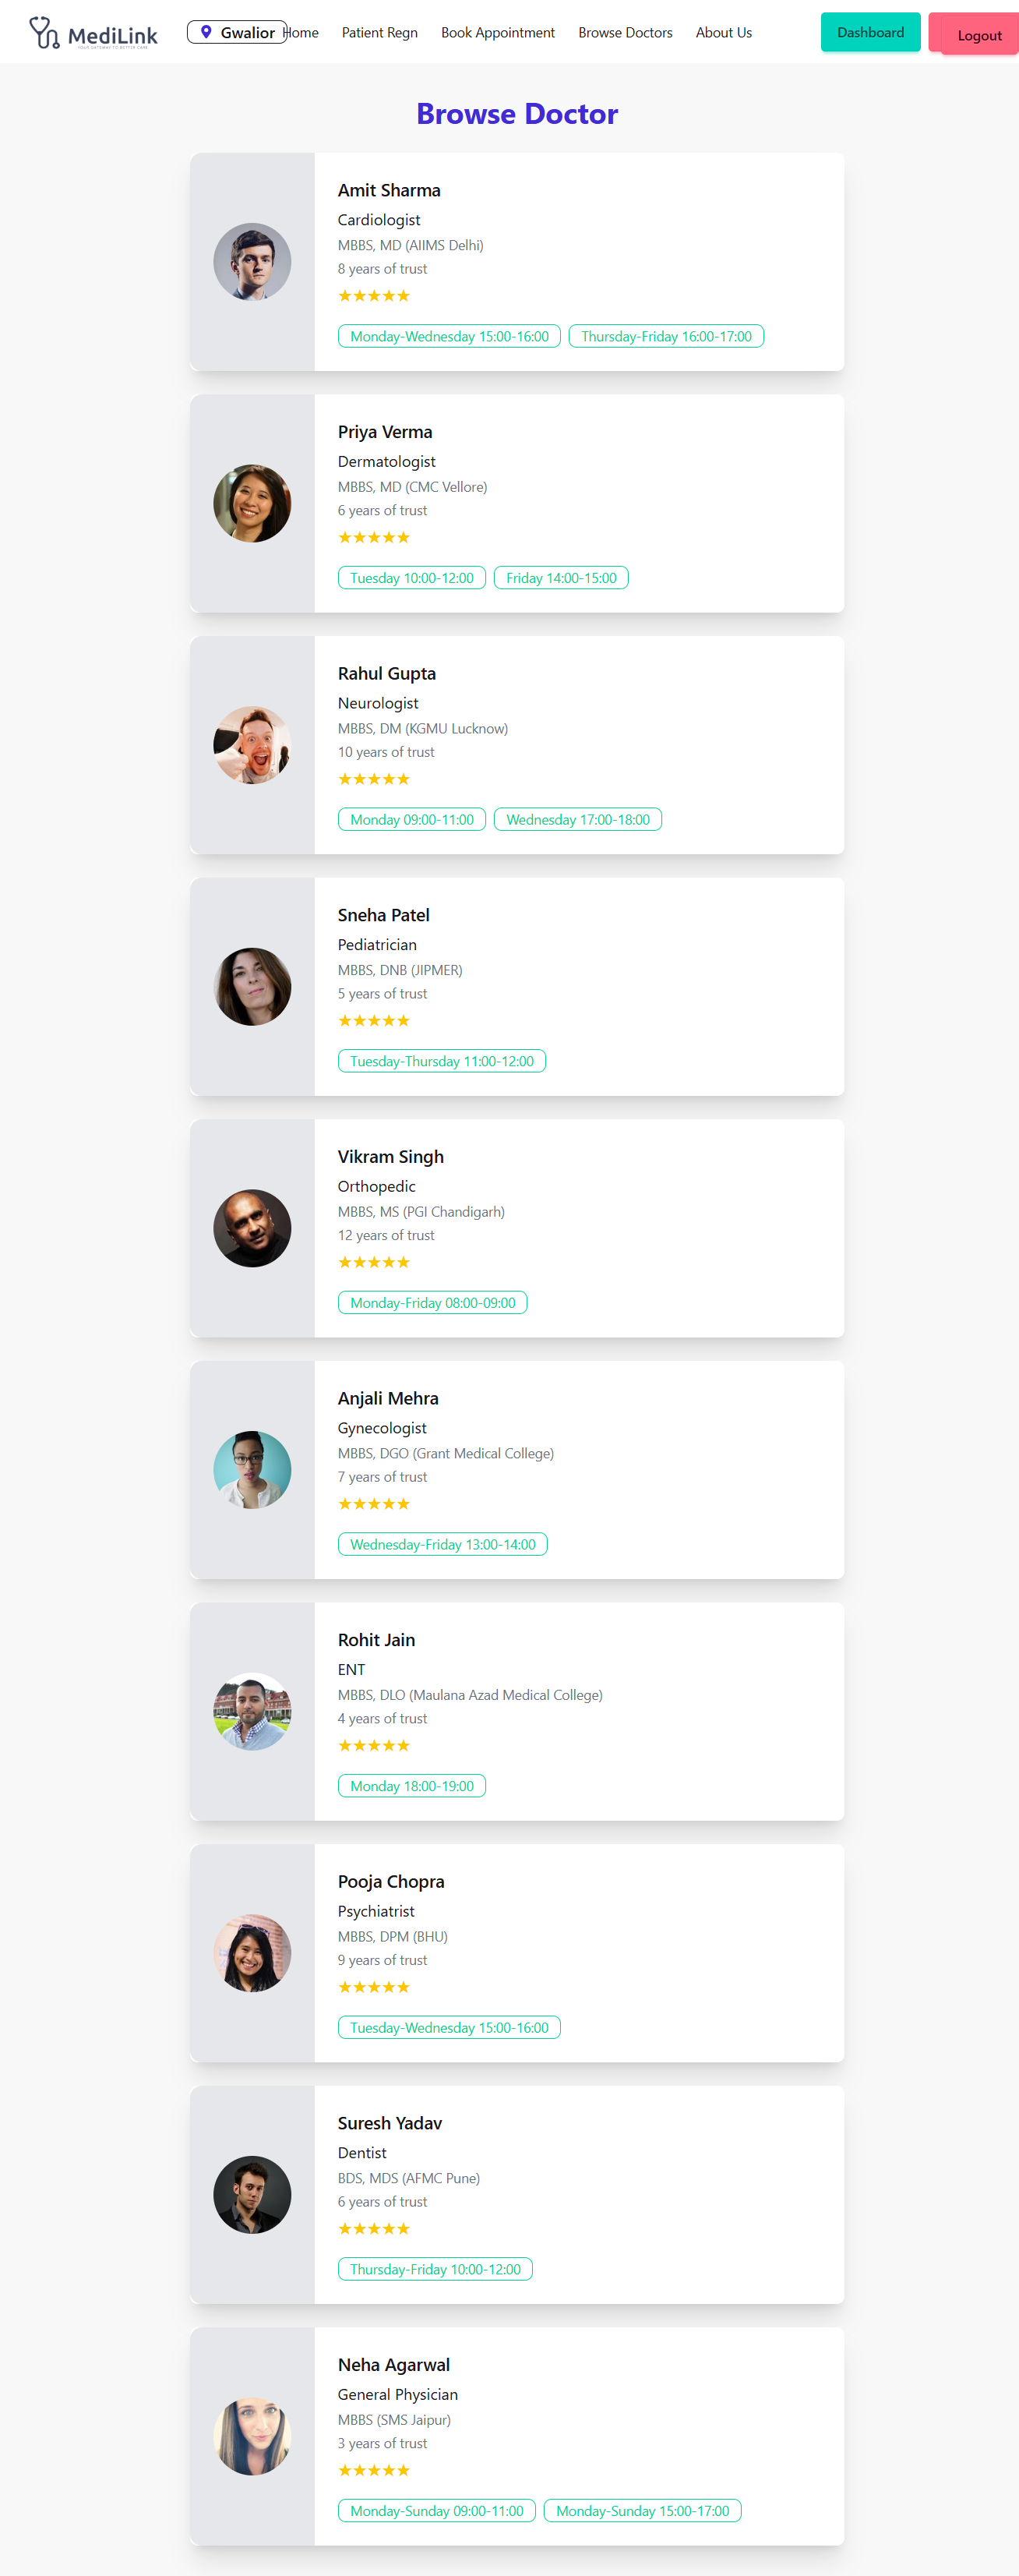 MediLink
YOUR GATEWAY TO BETTER CARE
Gwalior
Home Patient Regn Book Appointment Browse Doctors About Us Dashboard Logout
Browse Doctor
Amit Sharma
Cardiologist
MBBS, MD (AIIMS Delhi)
8 years of trust
★★★★★
Monday-Wednesday 15:00-16:00 Thursday-Friday 16:00-17:00
Priya Verma
Dermatologist
MBBS, MD (CMC Vellore)
6 years of trust
★★★★★
Tuesday 10:00-12:00 Friday 14:00-15:00
Rahul Gupta
Neurologist
MBBS, DM (KGMU Lucknow)
10 years of trust
★★★★★
Monday 09:00-11:00 Wednesday 17:00-18:00
Sneha Patel
Pediatrician
MBBS, DNB (JIPMER)
5 years of trust
★★★★★
Tuesday-Thursday 11:00-12:00
Vikram Singh
Orthopedic
MBBS, MS (PGI Chandigarh)
12 years of trust
★★★★★
Monday-Friday 08:00-09:00
Anjali Mehra
Gynecologist
MBBS, DGO (Grant Medical College)
7 years of trust
★★★★★
Wednesday-Friday 13:00-14:00
Rohit Jain
ENT
MBBS, DLO (Maulana Azad Medical College)
4 years of trust
★★★★★
Monday 18:00-19:00
Pooja Chopra
Psychiatrist
MBBS, DPM (BHU)
9 years of trust
★★★★★
Tuesday-Wednesday 15:00-16:00
Suresh Yadav
Dentist
BDS, MDS (AFMC Pune)
6 years of trust
★★★★★
Thursday-Friday 10:00-12:00
Neha Agarwal
General Physician
MBBS (SMS Jaipur)
3 years of trust
★★★★★
Monday-Sunday 09:00-11:00 Monday-Sunday 15:00-17:00